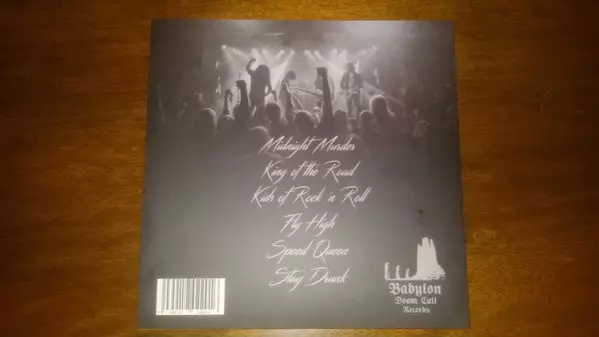 Midnight Murder
King of the Road
Kids of Rock 'n Roll
Fly High
Speed Queen
Stay Drunk
Babylon
Doom Cult
Records